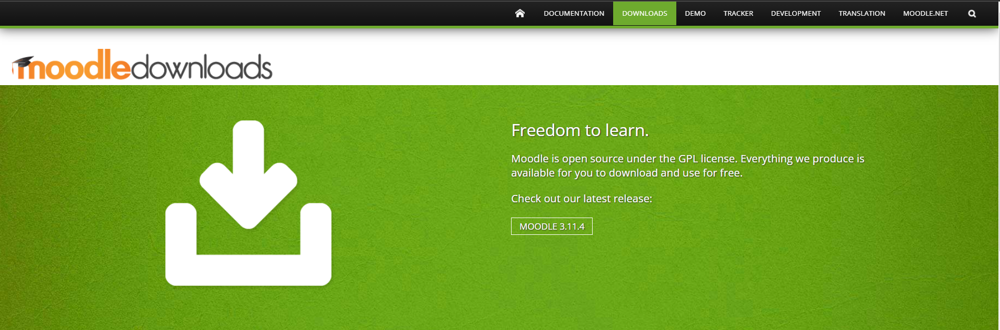 DOCUMENTATION DOWNLOADS DEMO TRACKER DEVELOPMENT TRANSLATION MOODLE.NET
moodledownloads
Freedom to learn.
Moodle is open source under the GPL license. Everything we produce is
available for you to download and use for free.
Check out our latest release:
MOODLE 3.11.4